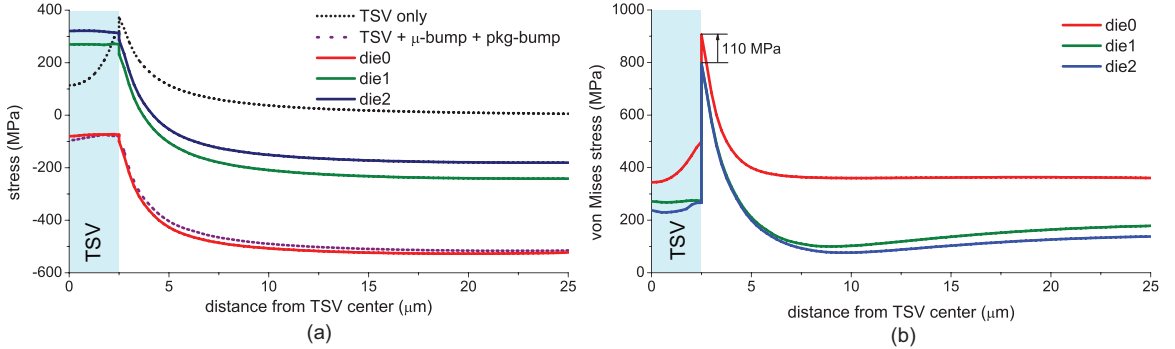 400
200
0
-200
-400
-600
stress (MPa)
TSV
0
5
10
15
20
25
distance from TSV center (μm)
TSV only
TSV + μ-bump + pkg-bump
die0
die1
die2
(a)
1000
800
600
400
200
0
von Mises stress (MPa)
TSV
110 MPa
0
5
10
15
20
25
distance from TSV center (μm)
die0
die1
die2
(b)